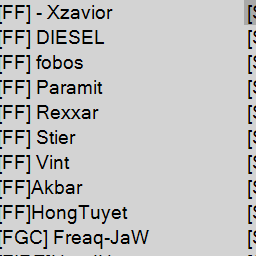 [FF] - Xzavior [S
[FF] DIESEL [S
[FF] fobos [S
[FF] Paramit [S
[FF] Rexxar [S
[FF] Stier [S
[FF] Vint [S
[FF]Akbar [S
[FF]HongTuyet [S
[FGC] Freaq-JaW [S